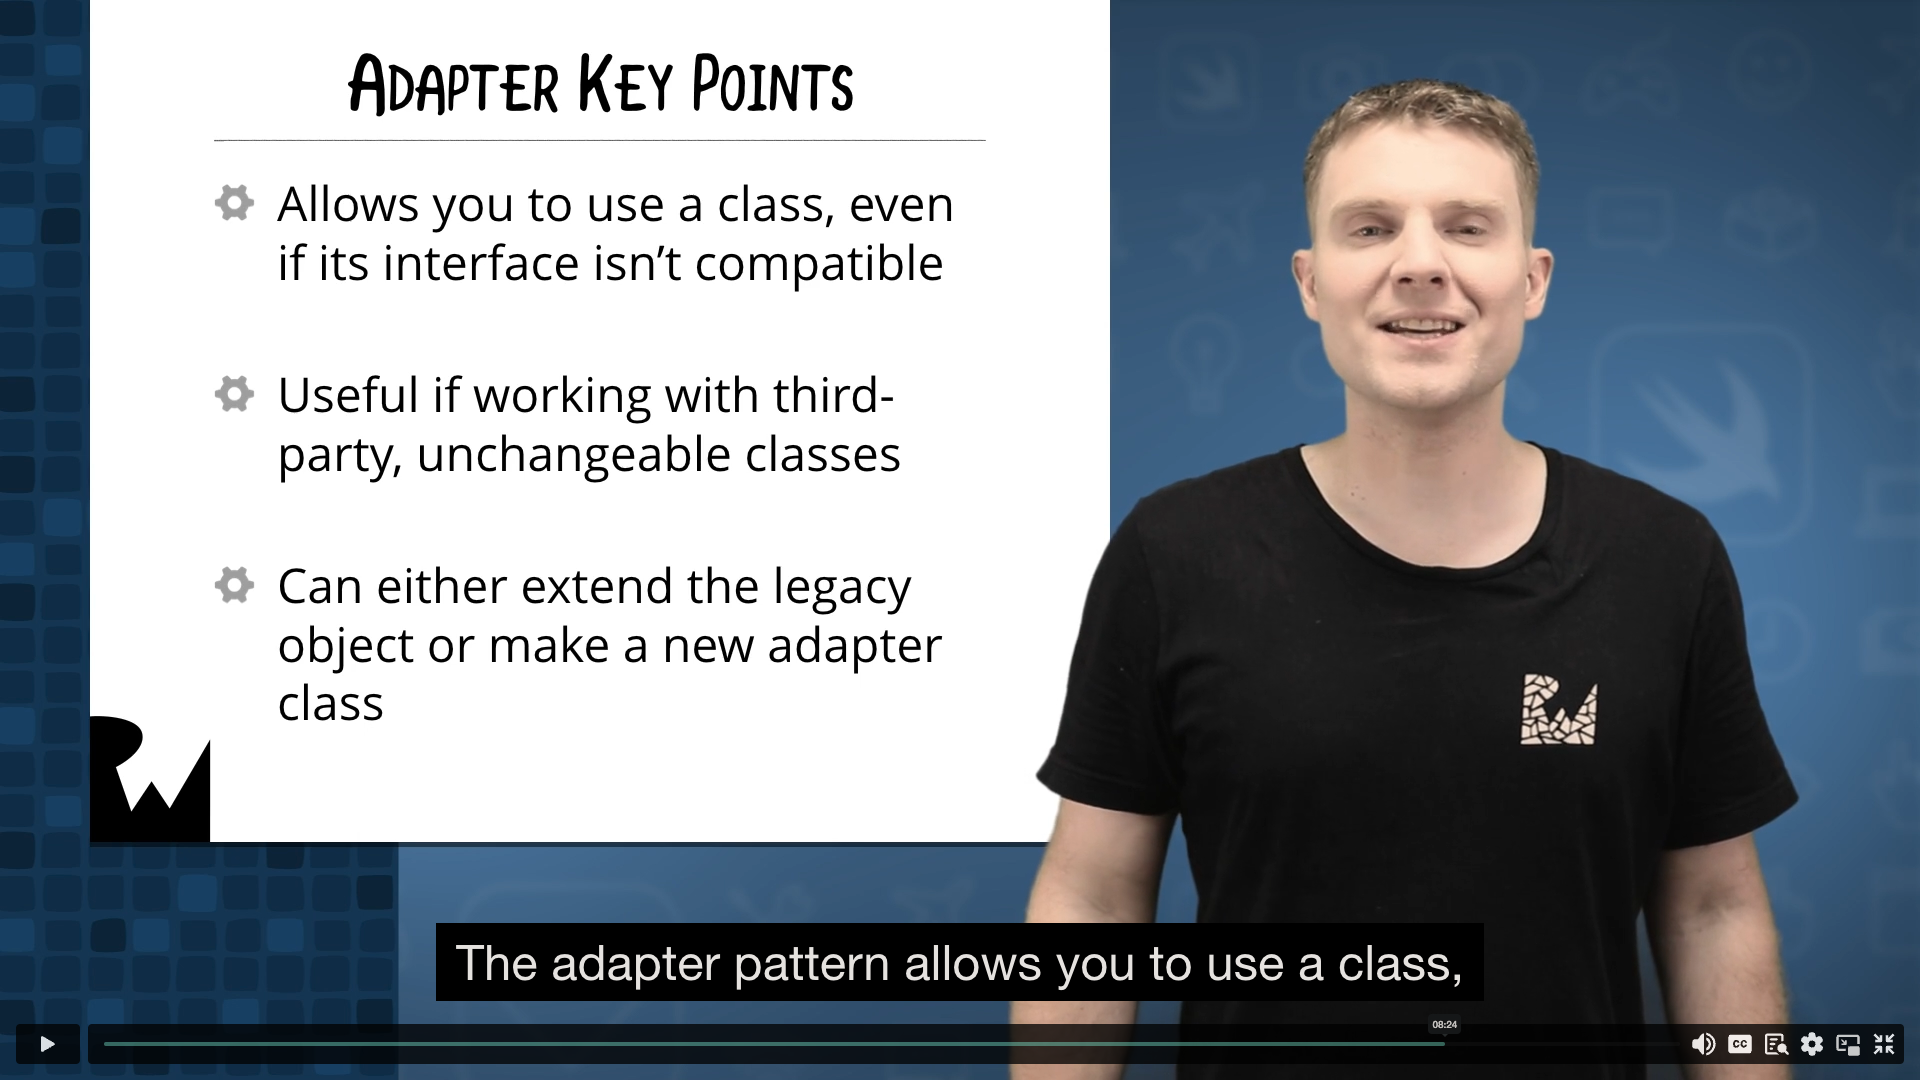 ADAPTER KEY POINTS
Allows you to use a class, even
if its interface isn’t compatible
Useful if working with third-
party, unchangeable classes
Can either extend the legacy
object or make a new adapter
class
RW
RW
The adapter pattern allows you to use a class,
08:24
CC